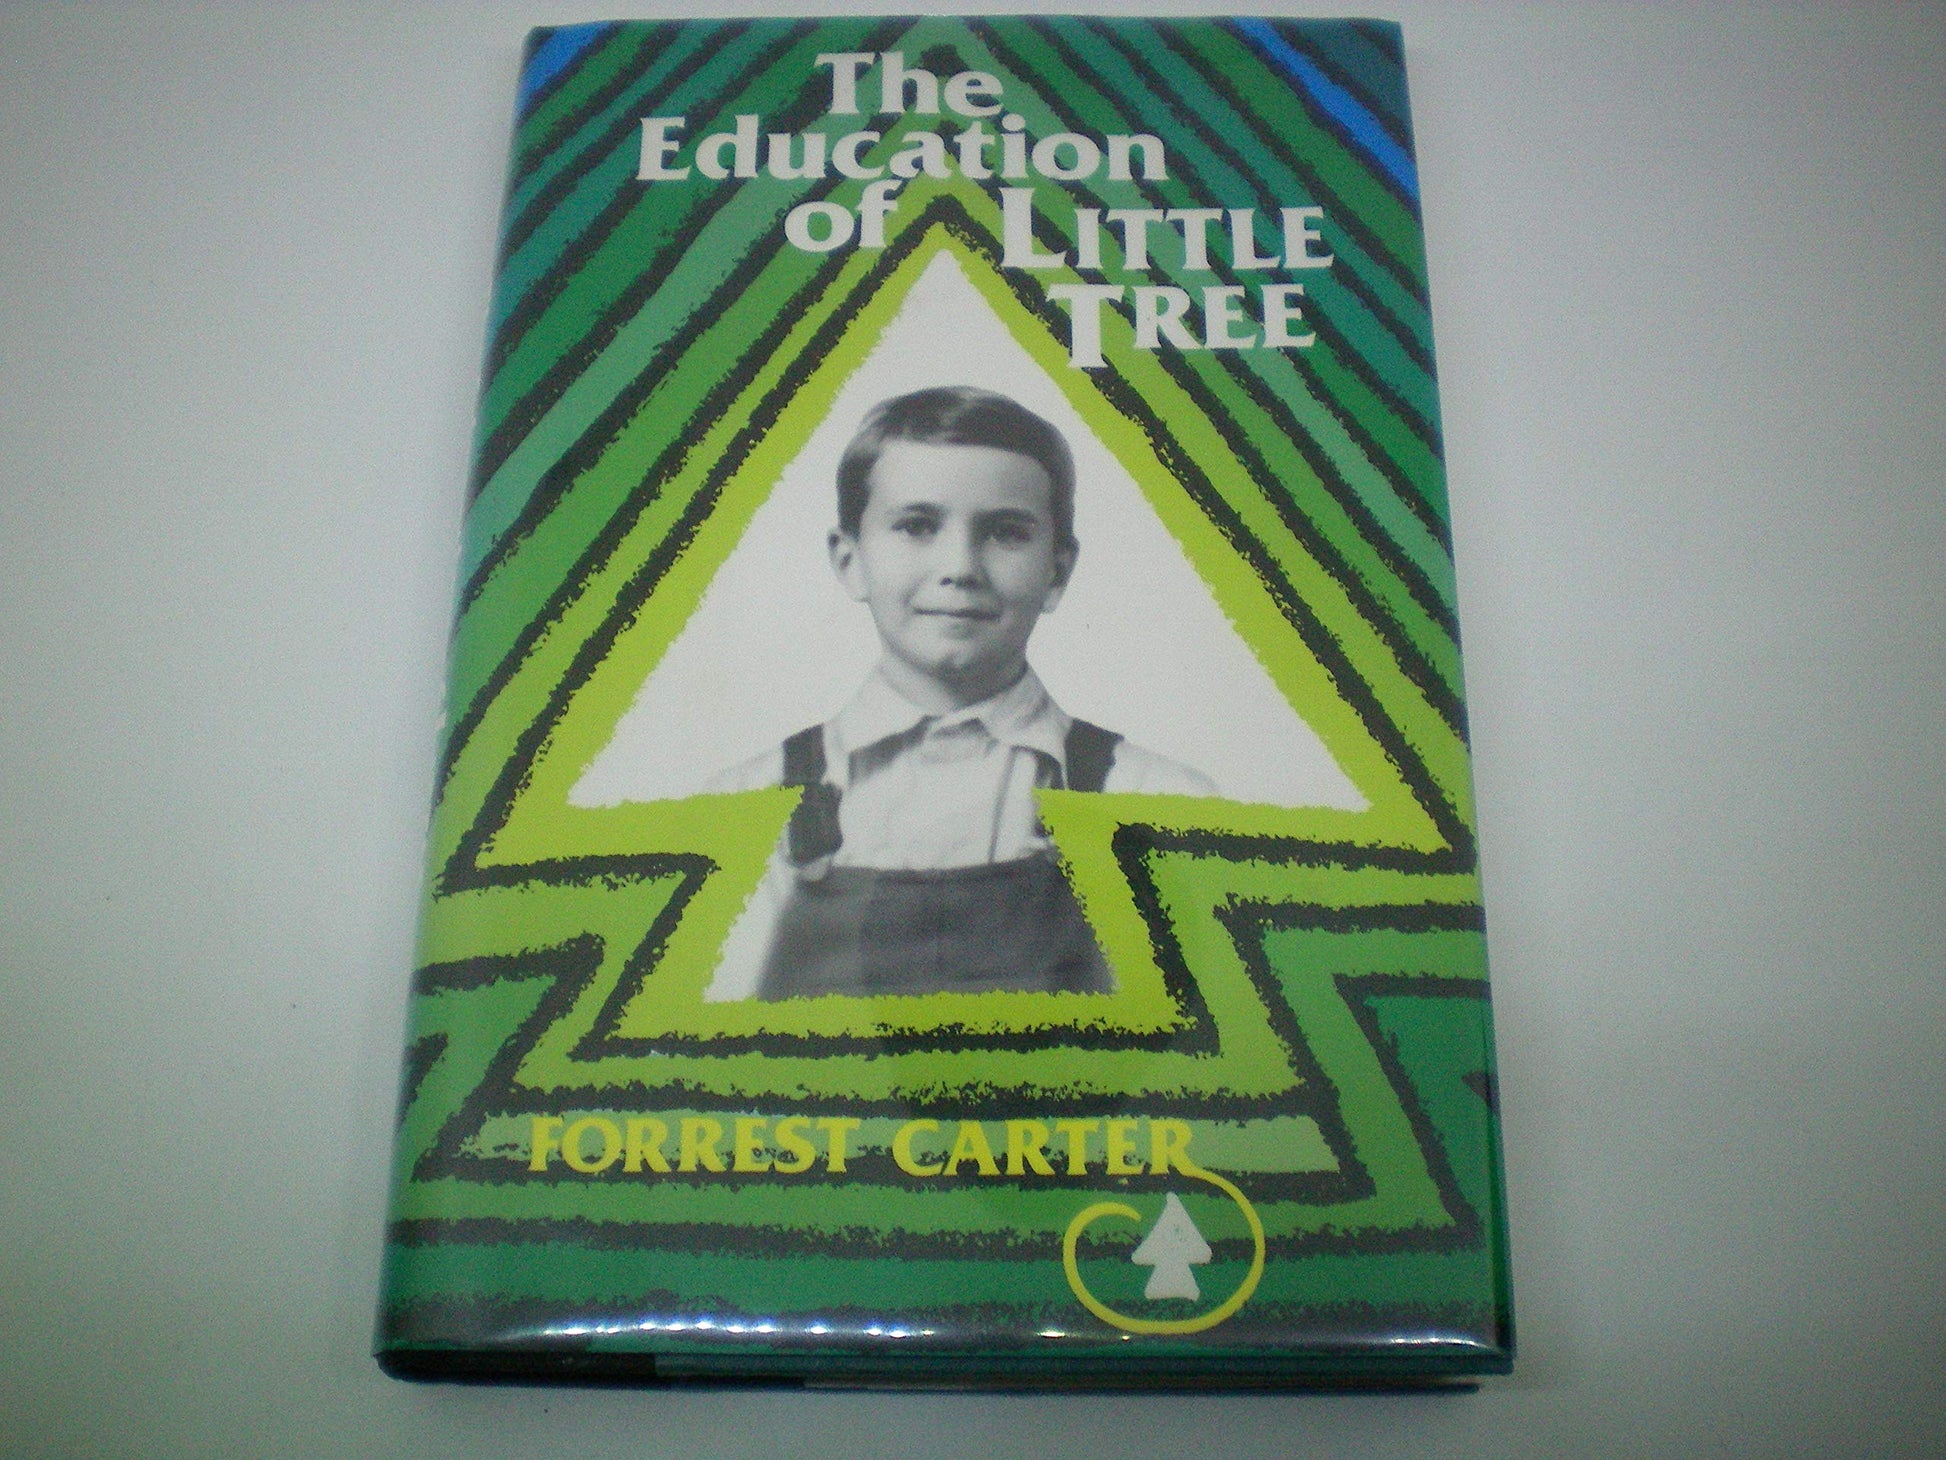 The
Education
of LITTLE
TREE
FORREST CARTER